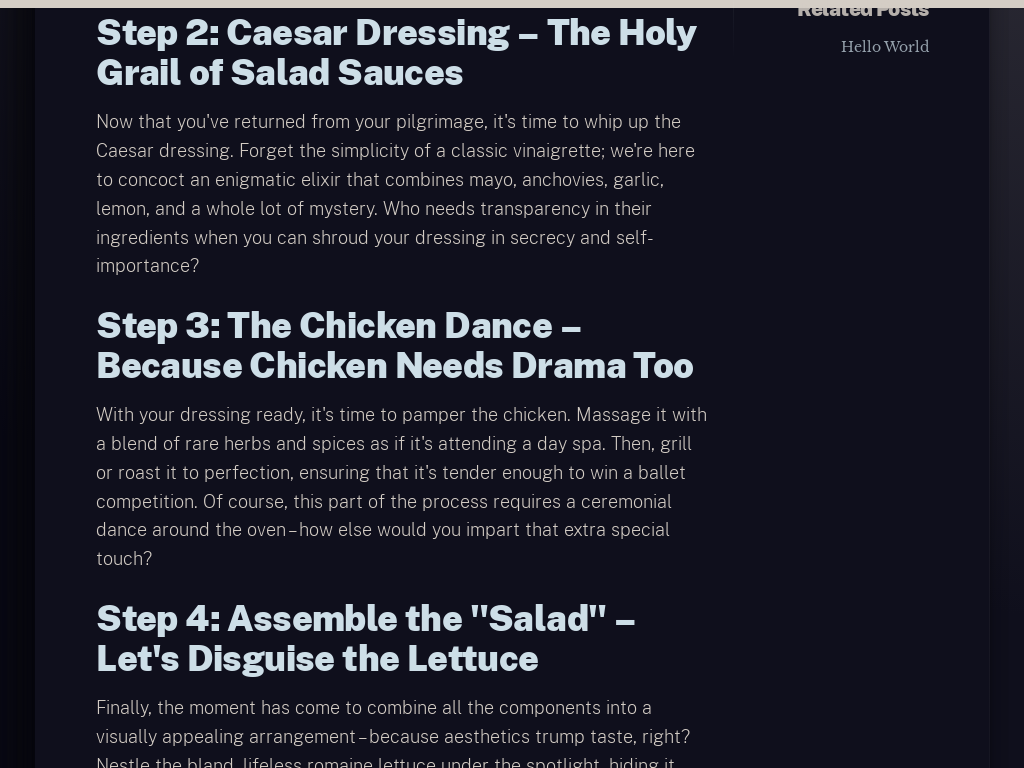 Step 2: Caesar Dressing – The Holy
Grail of Salad Sauces
Now that you've returned from your pilgrimage, it's time to whip up the
Caesar dressing. Forget the simplicity of a classic vinaigrette; we're here
to concoct an enigmatic elixir that combines mayo, anchovies, garlic,
lemon, and a whole lot of mystery. Who needs transparency in their
ingredients when you can shroud your dressing in secrecy and self-
importance?
Step 3: The Chicken Dance –
Because Chicken Needs Drama Too
With your dressing ready, it's time to pamper the chicken. Massage it with
a blend of rare herbs and spices as if it's attending a day spa. Then, grill
or roast it to perfection, ensuring that it's tender enough to win a ballet
competition. Of course, this part of the process requires a ceremonial
dance around the oven – how else would you impart that extra special
touch?
Step 4: Assemble the "Salad" –
Let's Disguise the Lettuce
Finally, the moment has come to combine all the components into a
visually appealing arrangement – because aesthetics trump taste, right?
Nestle the bland, lifeless romaine lettuce under the spotlight, hiding it
Related Posts
Hello World